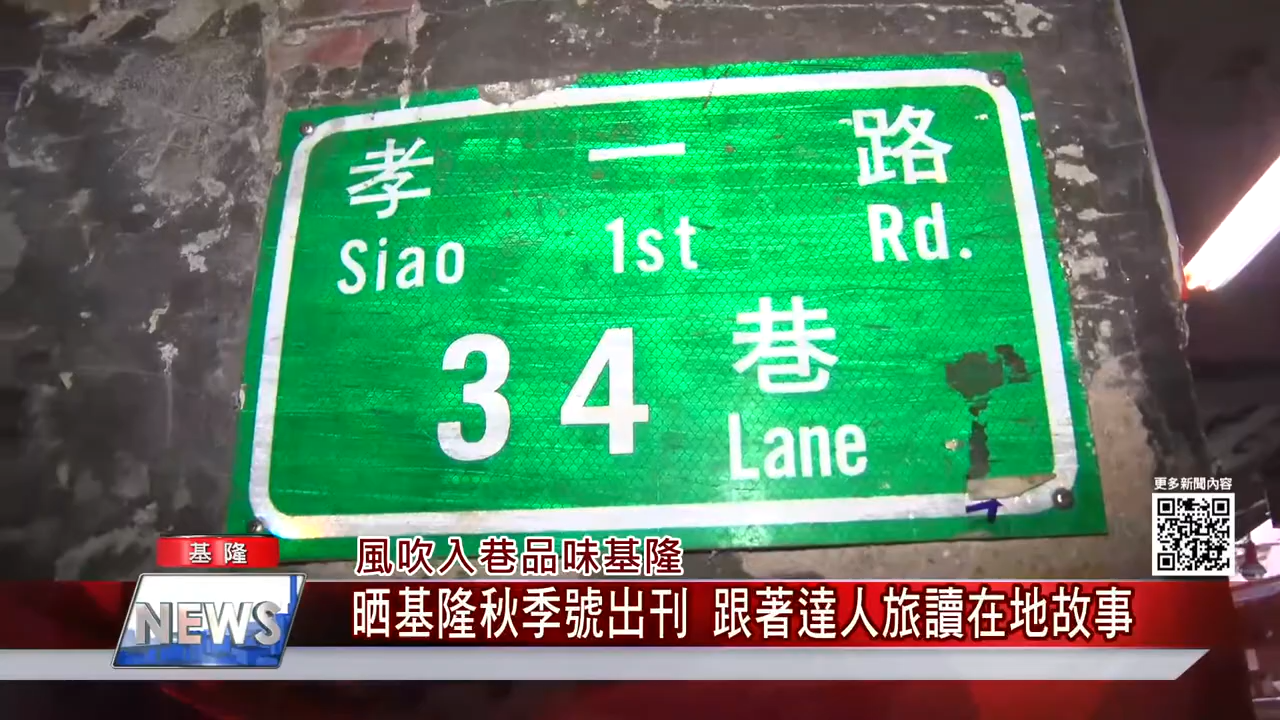 孝 一 路
Siao 1st Rd.
34 巷
Lane
更多新聞內容
基隆
風吹入巷品味基隆
NEWS
晒基隆秋季號出刊 跟著達人旅讀在地故事